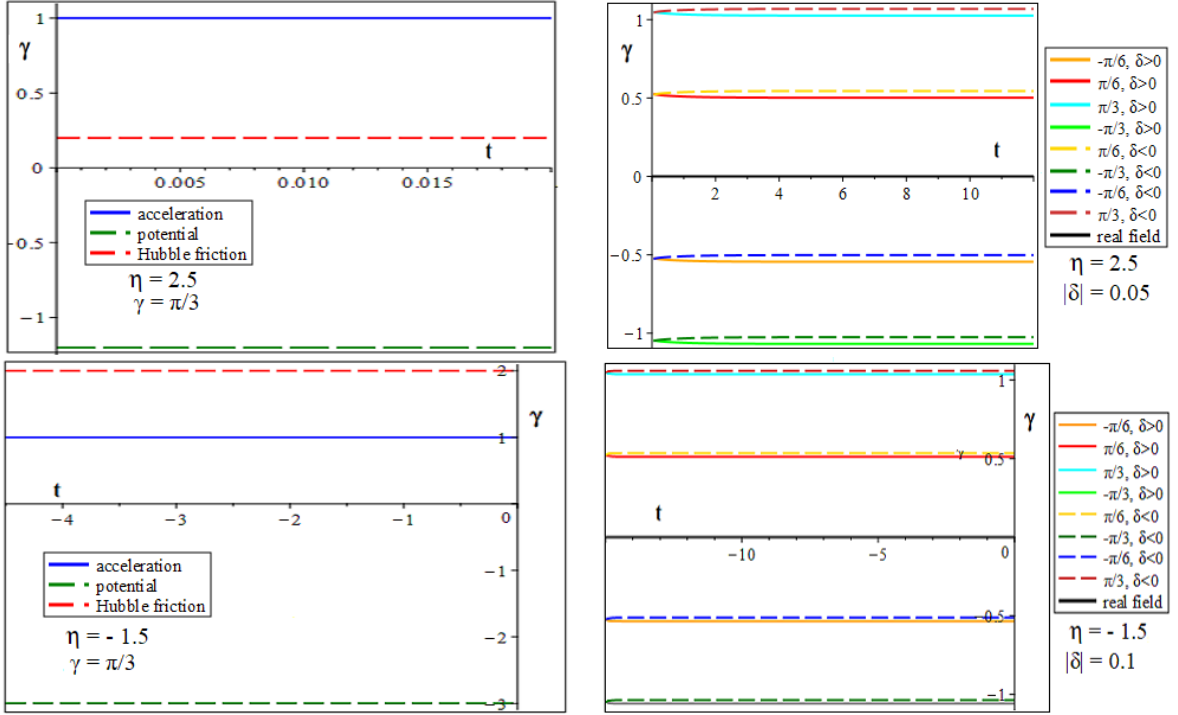 1
γ
0.5
t
0
0.005
0.010
0.015
-0.5
-1
acceleration
potential
Hubble friction
η = 2.5
γ = π/3
1
γ
0.5
t
0
2
4
6
8
10
−0.5
−1
-π/6, δ>0
π/6, δ>0
π/3, δ>0
-π/3, δ>0
π/6, δ<0
-π/3, δ<0
-π/6, δ<0
π/3, δ<0
real field
η = 2.5
|δ| = 0.05
2
γ
1
t
−4
−3
−2
−1
0
−1
−2
−3
acceleration
potential
Hubble friction
η = - 1.5
γ = π/3
1
γ
0.5
t
−10
−5
0
−0.5
−1
-π/6, δ>0
π/6, δ>0
π/3, δ>0
-π/3, δ>0
π/6, δ<0
-π/3, δ<0
-π/6, δ<0
π/3, δ<0
real field
η = - 1.5
|δ| = 0.1